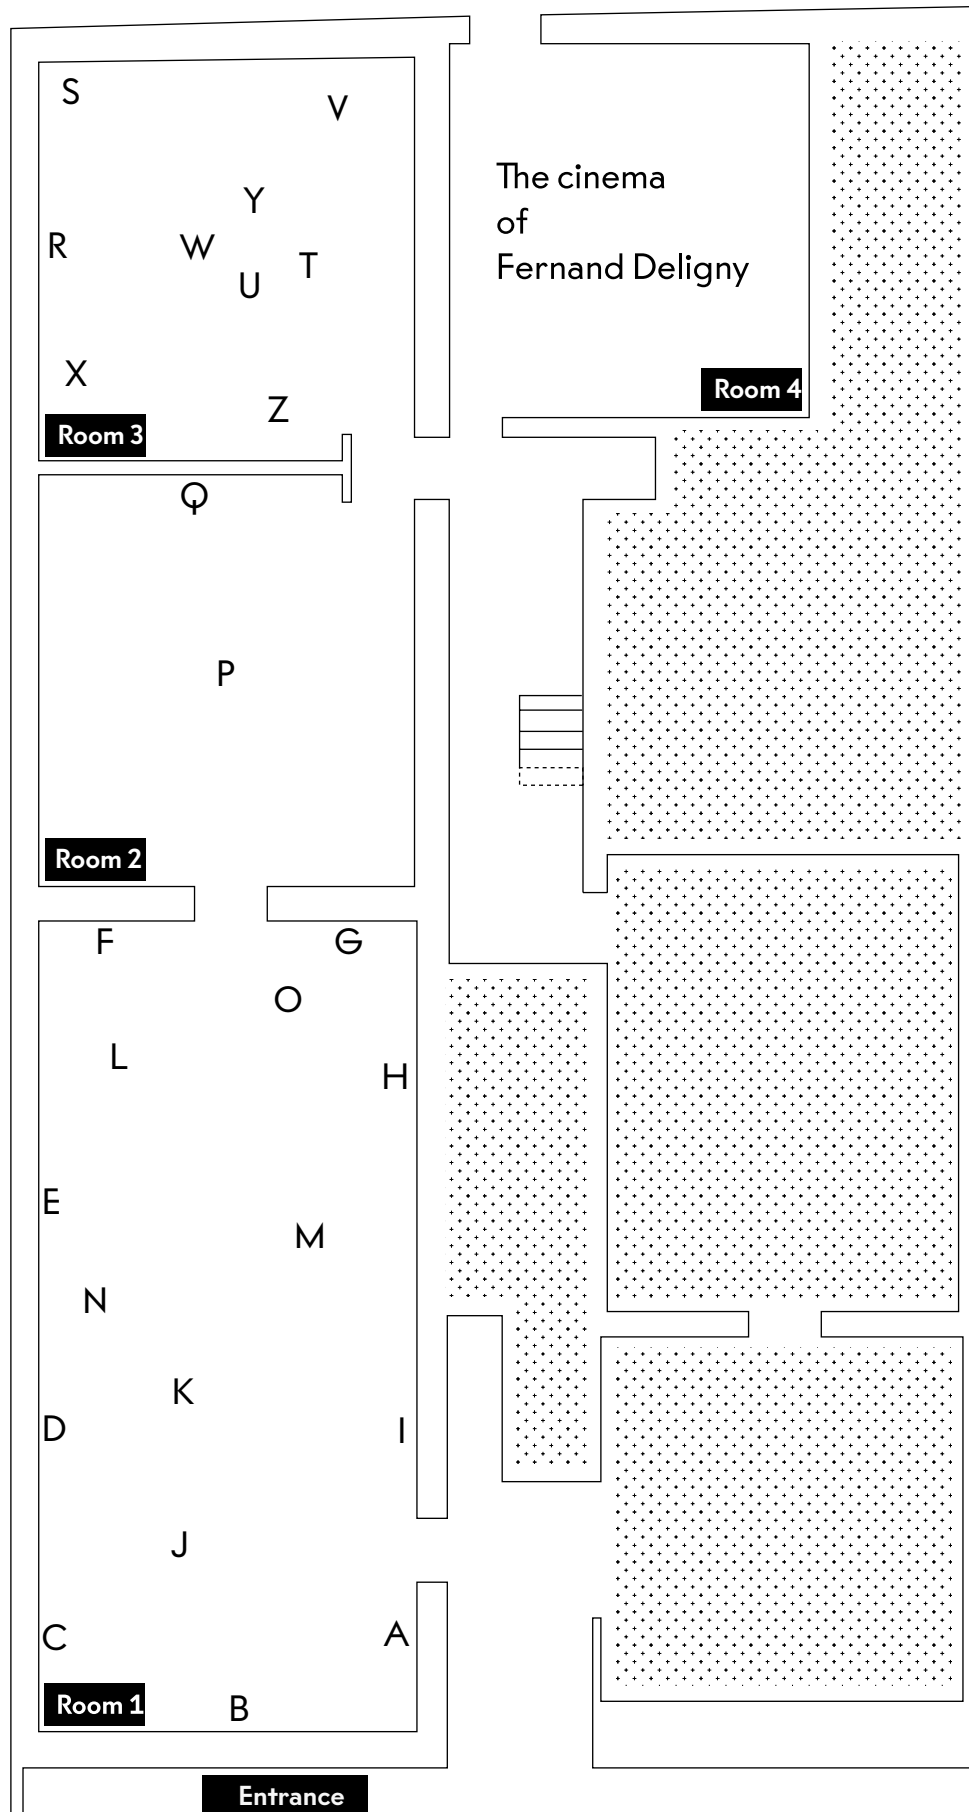 S
V
The cinema
of
Fernand Deligny
Y
R
W
T
U
X
Room 4
Z
Room 3
Q
P
Room 2
F
G
O
L
H
E
M
N
K
D
I
J
C
A
Room 1
B
Entrance